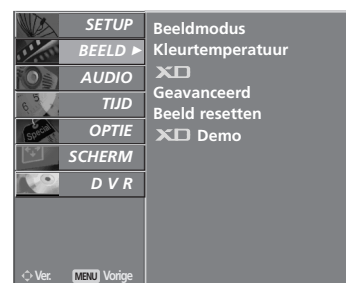 SETUP
BEELD
AUDIO
TIJD
OPTIE
SCHERM
D V R
Ver. MENU Vorige
Beeldmodus
Kleurtemperatuur
XD
Geavanceerd
Beeld resetten
XD Demo